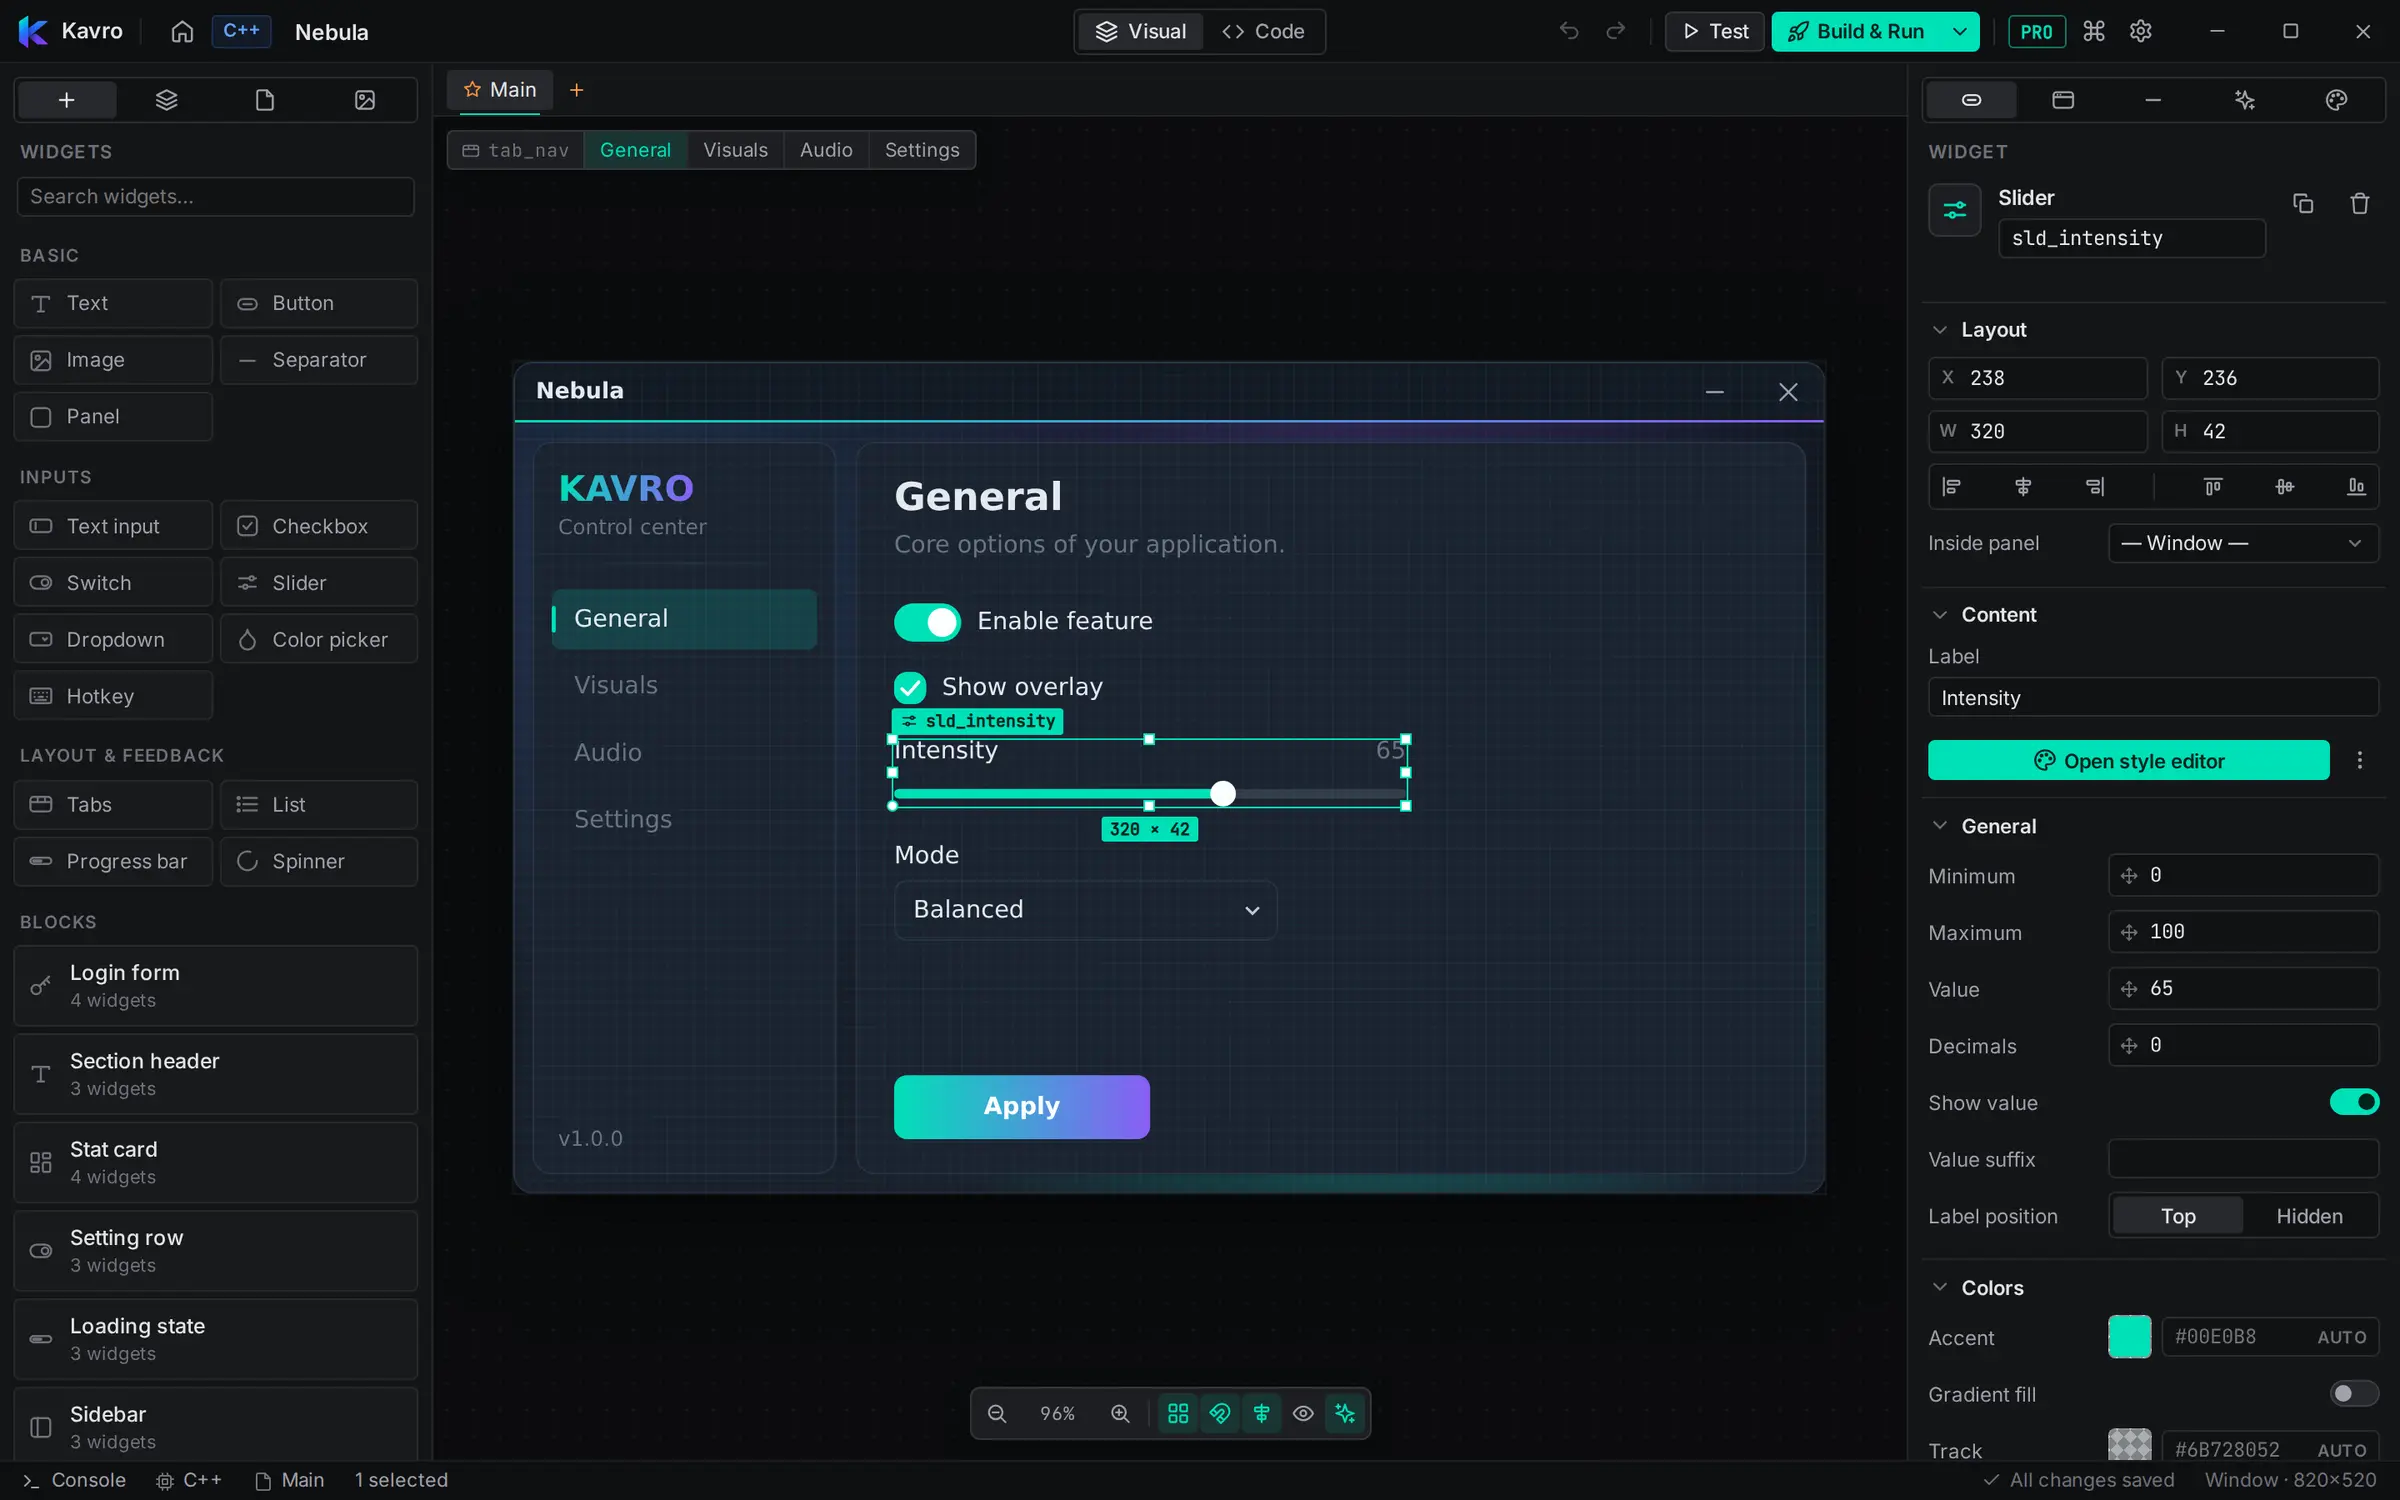 Kavro
C++
Nebula
Visual
Code
Test
Build & Run
PRO
WIDGETS
Search widgets...
BASIC
Text
Button
Image
Separator
Panel
INPUTS
Text input
Checkbox
Switch
Slider
Dropdown
Color picker
Hotkey
LAYOUT & FEEDBACK
Tabs
List
Progress bar
Spinner
BLOCKS
Login form
4 widgets
Section header
3 widgets
Stat card
4 widgets
Setting row
3 widgets
Loading state
3 widgets
Sidebar
3 widgets
Main
tab_nav
General
Visuals
Audio
Settings
Nebula
KAVRO
Control center
General
Visuals
Audio
Settings
v1.0.0
General
Core options of your application.
Enable feature
Show overlay
sld_intensity
Intensity
65
320 × 42
Mode
Balanced
Apply
96%
WIDGET
Slider
sld_intensity
Layout
X 238
Y 236
W 320
H 42
Inside panel
— Window —
Content
Label
Intensity
Open style editor
General
Minimum
0
Maximum
100
Value
65
Decimals
0
Show value
Value suffix
Label position
Top
Hidden
Colors
Accent
#00E0B8
AUTO
Gradient fill
Track
#6B728052
AUTO
Console
C++
Main
1 selected
All changes saved
Window · 820×520